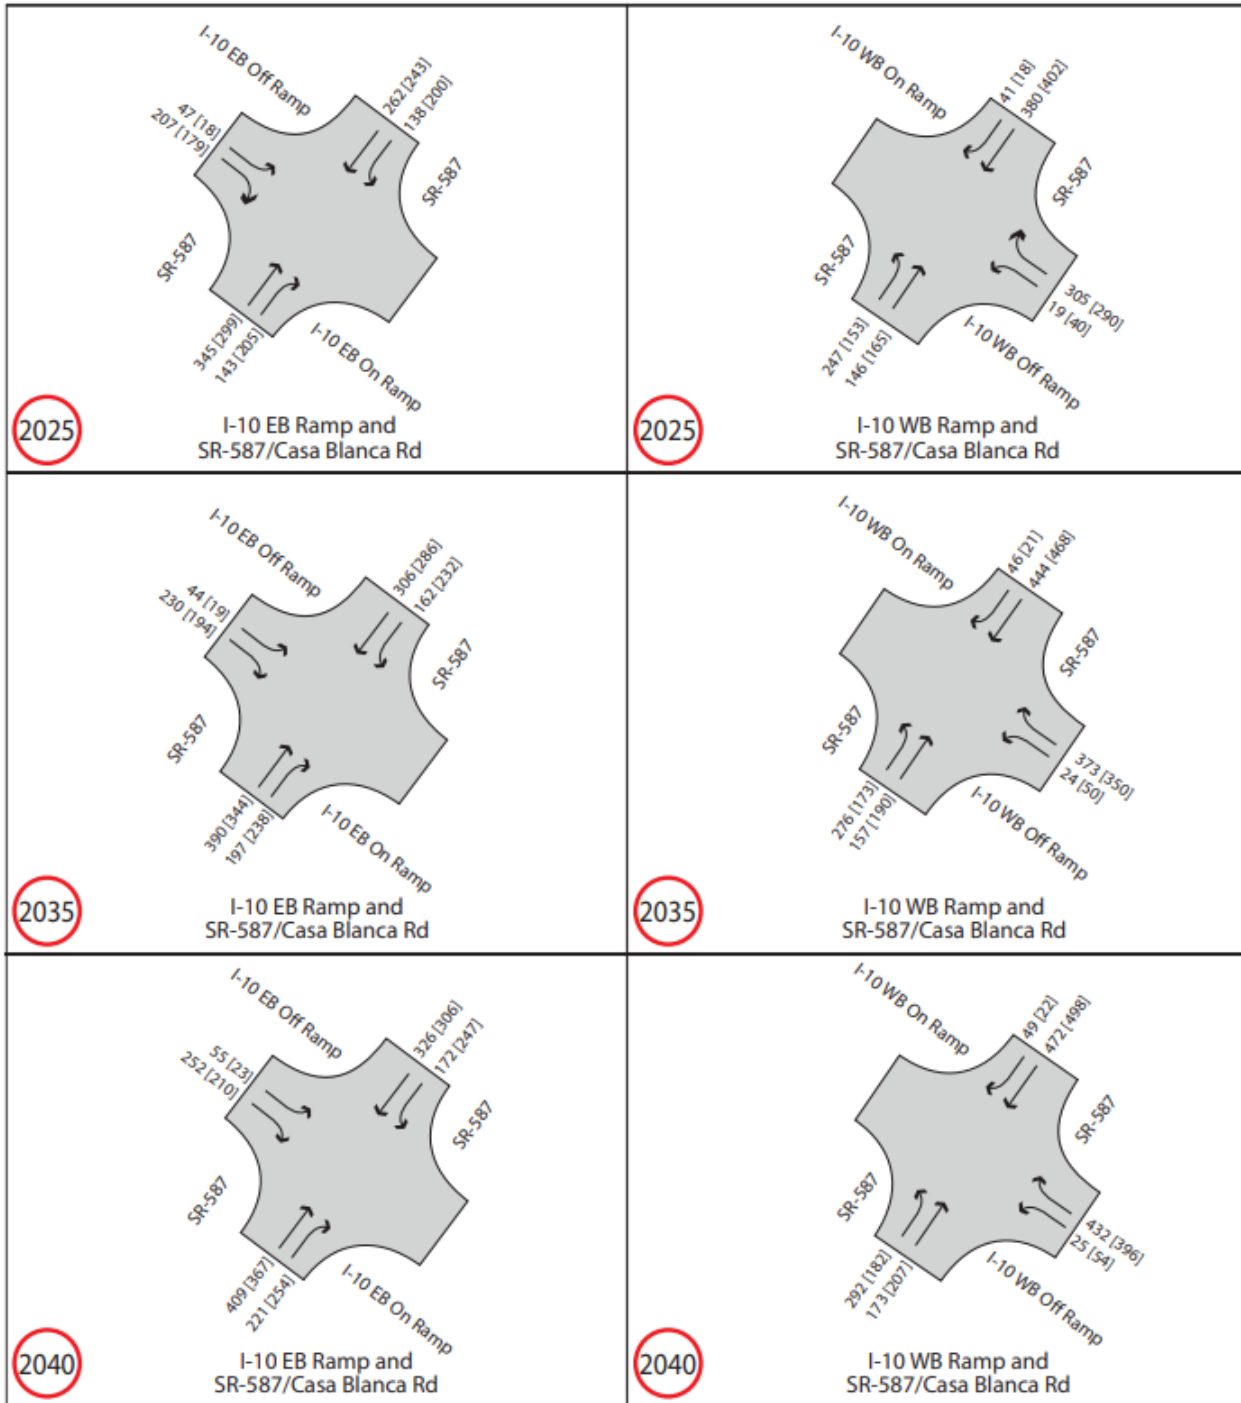 I-10 EB Off Ramp
47 [18]
207 [179]
262 [243]
138 [200]
SR-587
SR-587
345 [299]
143 [205]
I-10 EB On Ramp
2025
I-10 EB Ramp and
SR-587/Casa Blanca Rd
I-10 WB On Ramp
41 [18]
380 [402]
SR-587
SR-587
305 [290]
19 [40]
247 [153]
146 [165]
I-10 WB Off Ramp
2025
I-10 WB Ramp and
SR-587/Casa Blanca Rd
I-10 EB Off Ramp
44 [19]
230 [194]
306 [286]
162 [232]
SR-587
SR-587
390 [344]
197 [238]
I-10 EB On Ramp
2035
I-10 EB Ramp and
SR-587/Casa Blanca Rd
I-10 WB On Ramp
46 [21]
444 [468]
SR-587
SR-587
373 [350]
24 [50]
276 [173]
157 [190]
I-10 WB Off Ramp
2035
I-10 WB Ramp and
SR-587/Casa Blanca Rd
I-10 EB Off Ramp
55 [23]
252 [210]
326 [306]
172 [247]
SR-587
SR-587
409 [367]
221 [254]
I-10 EB On Ramp
2040
I-10 EB Ramp and
SR-587/Casa Blanca Rd
I-10 WB On Ramp
49 [22]
472 [498]
SR-587
SR-587
432 [396]
25 [54]
292 [182]
173 [207]
I-10 WB Off Ramp
2040
I-10 WB Ramp and
SR-587/Casa Blanca Rd